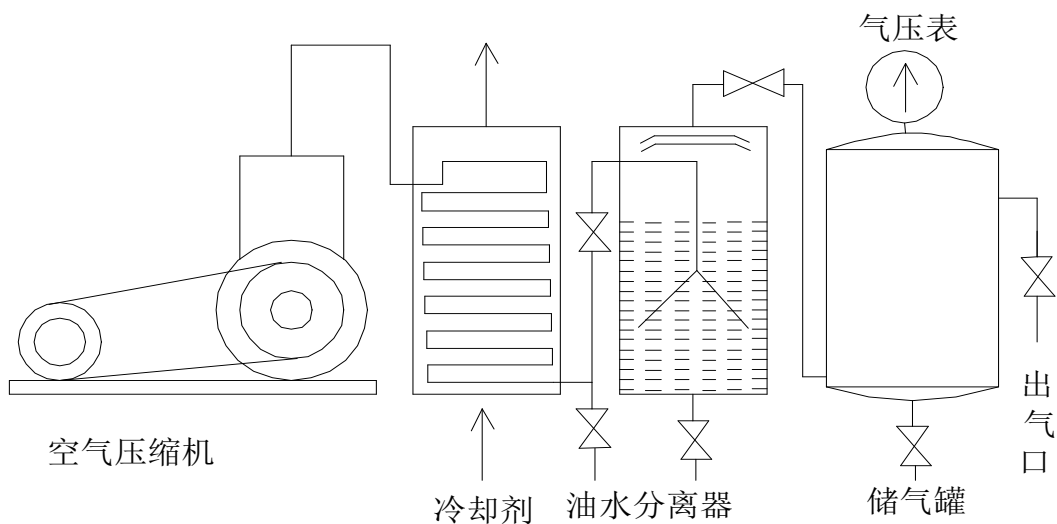 气压表
空气压缩机
冷却剂
油水分离器
储气罐
出气口